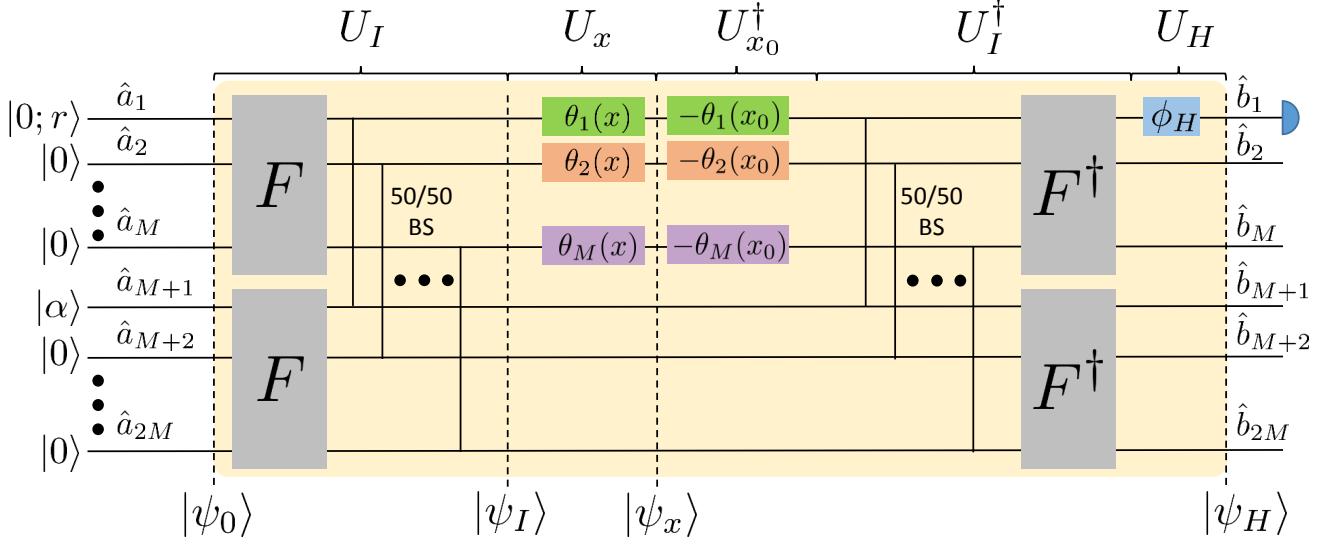 U_I U_x U_{x_0}^† U_I^† U_H
|0; r⟩ â_1 θ_1(x) −θ_1(x_0) ϕ_H b̂_1
|0⟩ â_2 θ_2(x) −θ_2(x_0) b̂_2
F 50/50 BS 50/50 BS F^†
|0⟩ â_M θ_M(x) −θ_M(x_0) b̂_M
|α⟩ â_{M+1} b̂_{M+1}
|0⟩ â_{M+2} b̂_{M+2}
F F^†
|0⟩ â_{2M} b̂_{2M}
|ψ_0⟩ |ψ_I⟩ |ψ_x⟩ |ψ_H⟩